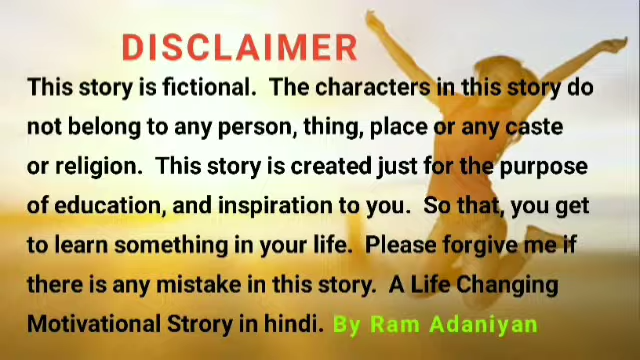 DISCLAIMER
This story is fictional.  The characters in this story do
not belong to any person, thing, place or any caste
or religion.  This story is created just for the purpose
of education, and inspiration to you.  So that, you get
to learn something in your life.  Please forgive me if
there is any mistake in this story.  A Life Changing
Motivational Strory in hindi. By Ram Adaniyan